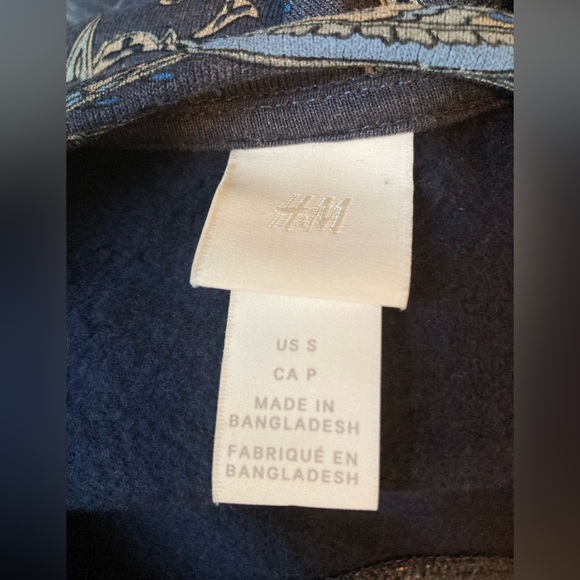 H&M
US S
CA P
MADE IN
BANGLADESH
FABRIQUÉ EN
BANGLADESH